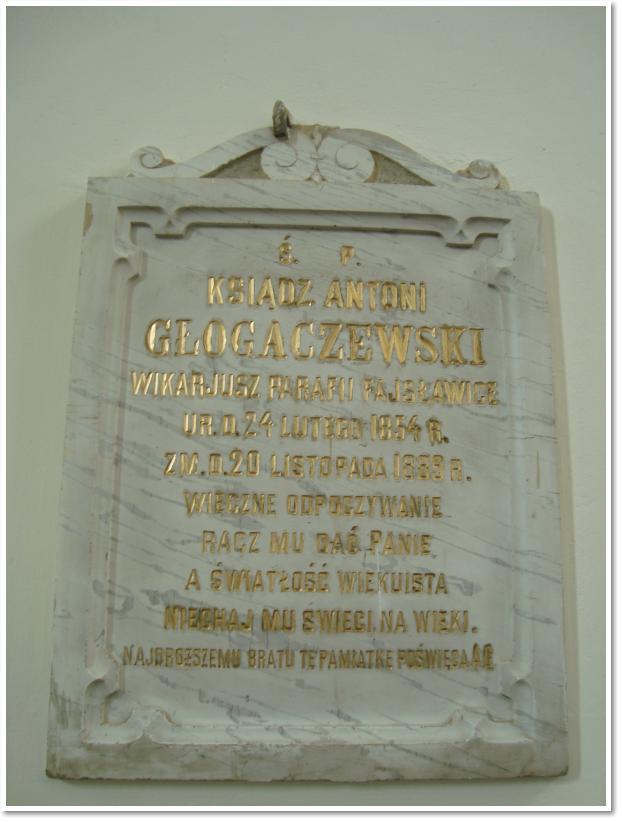 Ś. P.
KSIĄDZ ANTONI
GŁOGACZEWSKI
WIKARJUSZ PARAFII FAJSŁAWICE
UR. D. 24 LUTEGO 1854 R.
ZM. D. 20 LISTOPADA 1889 R.
WIECZNE ODPOCZYWANIE
RACZ MU DAĆ PANIE
A ŚWIATŁOŚĆ WIEKUISTA
NIECHAJ MU ŚWIECI NA WIEKI.
NAJDROŻSZEMU BRATU TĘ PAMIATKĘ POŚWIĘCA